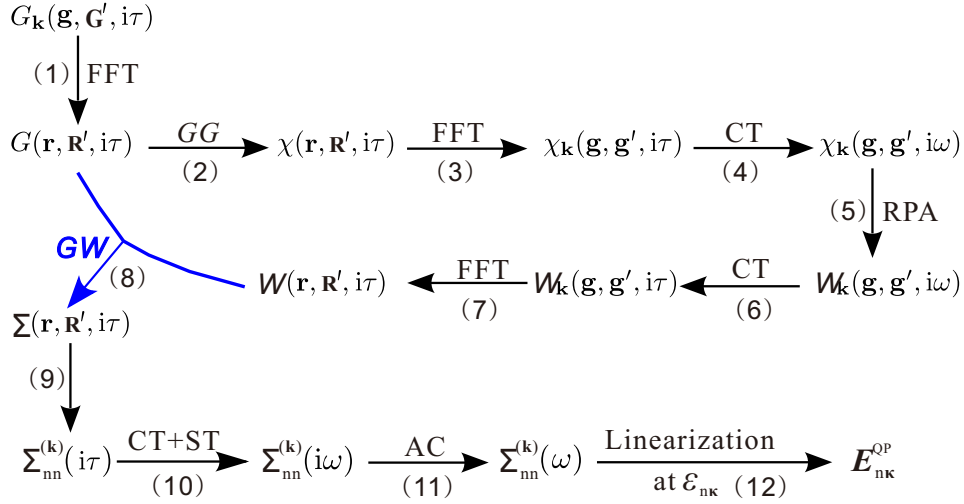 G_k(g, G′, iτ)
(1) FFT
G(r, R′, iτ) GG (2) χ(r, R′, iτ) FFT (3) χ_k(g, g′, iτ) CT (4) χ_k(g, g′, iω)
(5) RPA
GW (8) W(r, R′, iτ) FFT (7) W_k(g, g′, iτ) CT (6) W_k(g, g′, iω)
Σ(r, R′, iτ)
(9)
Σ_nn^(k)(iτ) CT+ST (10) Σ_nn^(k)(iω) AC (11) Σ_nn^(k)(ω) Linearization at ε_nκ (12) E_nκ^QP